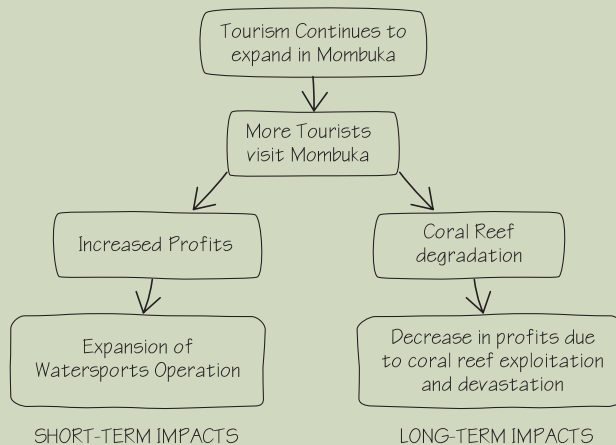 Tourism Continues to
expand in Mombuka
More Tourists
visit Mombuka
Increased Profits
Coral Reef
degradation
Expansion of
Watersports Operation
Decrease in profits due
to coral reef exploitation
and devastation
SHORT-TERM IMPACTS
LONG-TERM IMPACTS